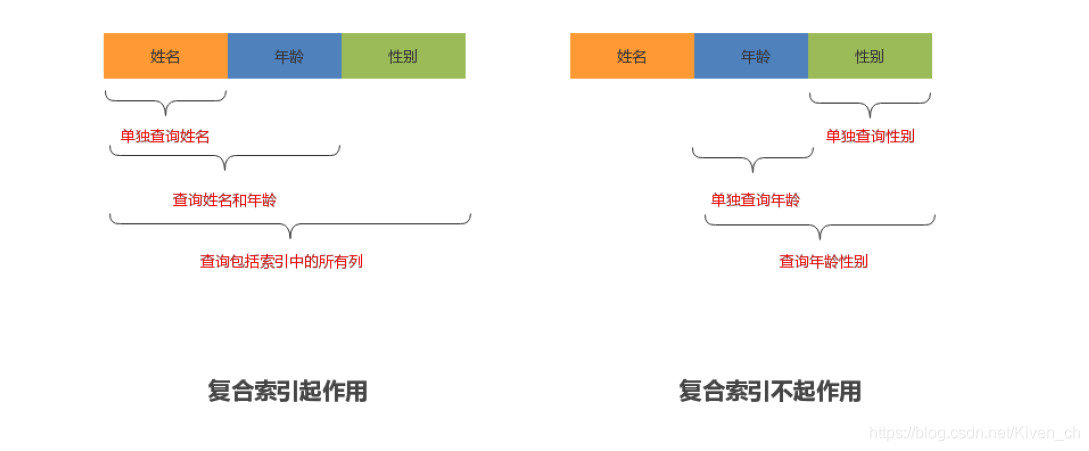 姓名 年龄 性别
单独查询姓名
查询姓名和年龄
查询包括索引中的所有列
复合索引起作用
姓名 年龄 性别
单独查询性别
单独查询年龄
查询年龄性别
复合索引不起作用
https://blog.csdn.net/Kiven_ch